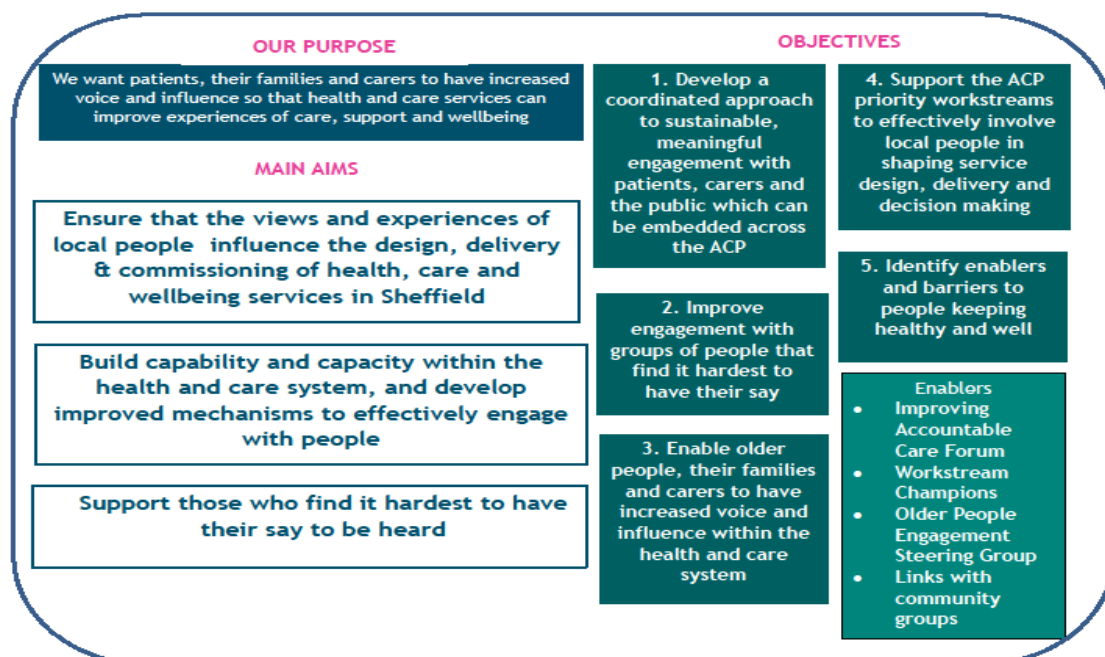 OUR PURPOSE
We want patients, their families and carers to have increased
voice and influence so that health and care services can
improve experiences of care, support and wellbeing
MAIN AIMS
Ensure that the views and experiences of
local people influence the design, delivery
& commissioning of health, care and
wellbeing services in Sheffield
Build capability and capacity within the
health and care system, and develop
improved mechanisms to effectively engage
with people
Support those who find it hardest to have
their say to be heard
OBJECTIVES
1. Develop a
coordinated approach
to sustainable,
meaningful
engagement with
patients, carers and
the public which can
be embedded across
the ACP
2. Improve
engagement with
groups of people that
find it hardest to
have their say
3. Enable older
people, their families
and carers to have
increased voice and
influence within the
health and care
system
4. Support the ACP
priority workstreams
to effectively involve
local people in
shaping service
design, delivery and
decision making
5. Identify enablers
and barriers to
people keeping
healthy and well
Enablers
• Improving
Accountable
Care Forum
• Workstream
Champions
• Older People
Engagement
Steering Group
• Links with
community
groups